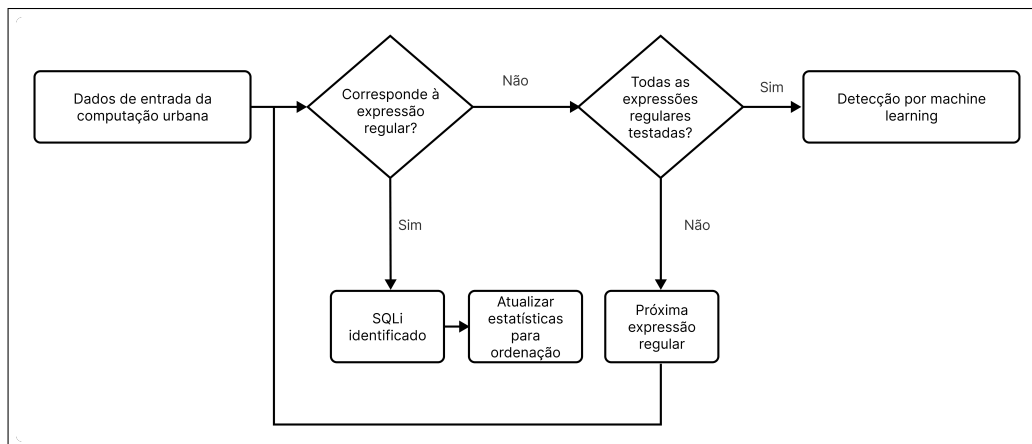 Dados de entrada da
computação urbana
Corresponde à
expressão
regular?
Não
Todas as
expressões
regulares
testadas?
Sim
Detecção por machine
learning
Sim
Não
SQLi
identificado
Atualizar
estatísticas
para
ordenação
Próxima
expressão
regular